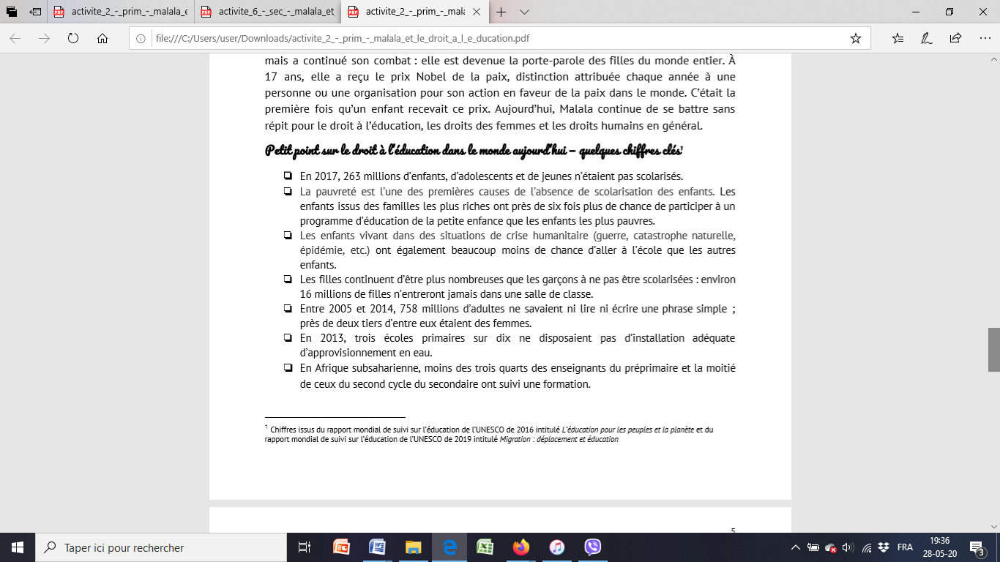 activite_2_-_prim_-_malala_e
activite_6_-_sec_-_malala_et_
activite_2_-_prim_-_mala
file:///C:/Users/user/Downloads/activite_2_-_prim_-_malala_et_le_droit_a_l_e_ducation.pdf
mais a continué son combat : elle est devenue la porte-parole des filles du monde entier. À
17 ans, elle a reçu le prix Nobel de la paix, distinction attribuée chaque année à une
personne ou une organisation pour son action en faveur de la paix dans le monde. C’était la
première fois qu’un enfant recevait ce prix. Aujourd’hui, Malala continue de se battre sans
répit pour le droit à l’éducation, les droits des femmes et les droits humains en général.
Petit point sur le droit à l’éducation dans le monde aujourd’hui – quelques chiffres clés¹
❑ En 2017, 263 millions d’enfants, d’adolescents et de jeunes n’étaient pas scolarisés.
❑ La pauvreté est l’une des premières causes de l’absence de scolarisation des enfants. Les
enfants issus des familles les plus riches ont près de six fois plus de chance de participer à un
programme d’éducation de la petite enfance que les enfants les plus pauvres.
❑ Les enfants vivant dans des situations de crise humanitaire (guerre, catastrophe naturelle,
épidémie, etc.) ont également beaucoup moins de chance d’aller à l’école que les autres
enfants.
❑ Les filles continuent d’être plus nombreuses que les garçons à ne pas être scolarisées : environ
16 millions de filles n’entreront jamais dans une salle de classe.
❑ Entre 2005 et 2014, 758 millions d’adultes ne savaient ni lire ni écrire une phrase simple ;
près de deux tiers d’entre eux étaient des femmes.
❑ En 2013, trois écoles primaires sur dix ne disposaient pas d’installation adéquate
d’approvisionnement en eau.
❑ En Afrique subsaharienne, moins des trois quarts des enseignants du préprimaire et la moitié
de ceux du second cycle du secondaire ont suivi une formation.
¹ Chiffres issus du rapport mondial de suivi sur l’éducation de l’UNESCO de 2016 intitulé L’éducation pour les peuples et la planète et du
rapport mondial de suivi sur l’éducation de l’UNESCO de 2019 intitulé Migration : déplacement et éducation
5
Taper ici pour rechercher
FRA
19:36
28-05-20
3